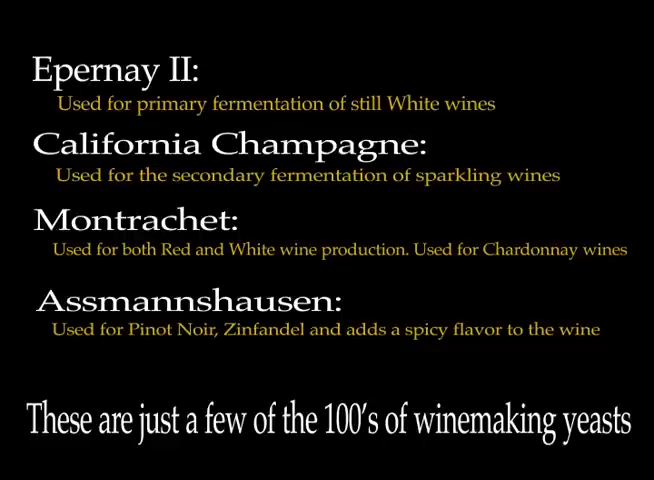 Epernay II:
Used for primary fermentation of still White wines
California Champagne:
Used for the secondary fermentation of sparkling wines
Montrachet:
Used for both Red and White wine production. Used for Chardonnay wines
Assmannshausen:
Used for Pinot Noir, Zinfandel and adds a spicy flavor to the wine
These are just a few of the 100's of winemaking yeasts